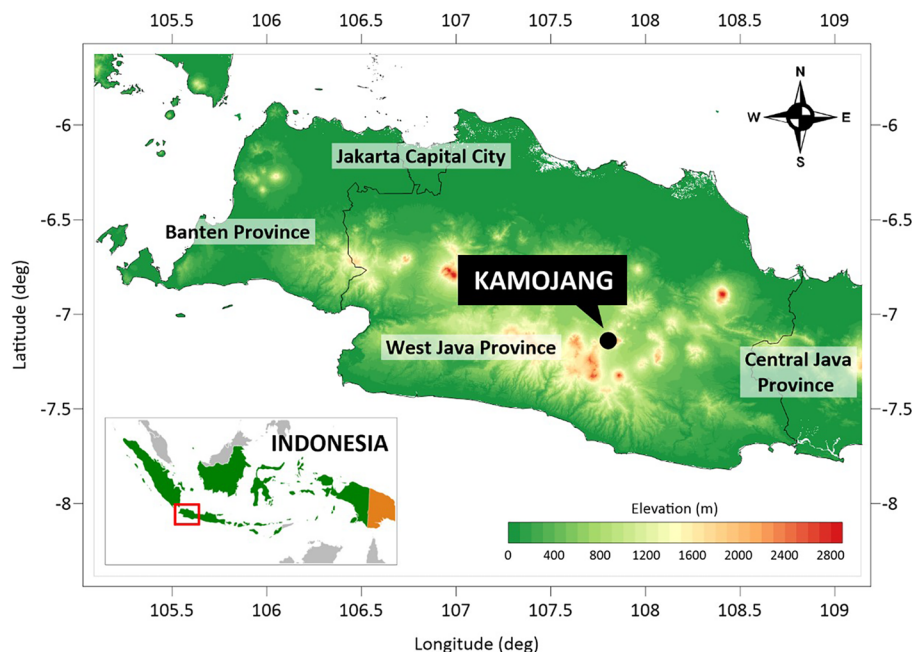 105.5 106 106.5 107 107.5 108 108.5 109
N
W E
S
-6 -6
Jakarta Capital City
-6.5 -6.5
Banten Province
KAMOJANG
-7 -7
West Java Province
Central Java
Province
-7.5 -7.5
INDONESIA
-8 -8
Elevation (m)
0 400 800 1200 1600 2000 2400 2800
Latitude (deg)
105.5 106 106.5 107 107.5 108 108.5 109
Longitude (deg)